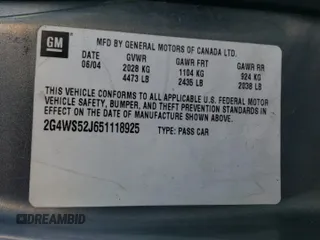 GM
MFD BY GENERAL MOTORS OF CANADA LTD.
DATE GVWR GAWR FRT GAWR RR
06/04 2028 KG 1104 KG 924 KG
4473 LB 2435 LB 2038 LB
THIS VEHICLE CONFORMS TO ALL APPLICABLE U.S. FEDERAL MOTOR
VEHICLE SAFETY, BUMPER, AND THEFT PREVENTION STANDARDS
IN EFFECT ON THE DATE OF MANUFACTURE SHOWN ABOVE.
2G4WS52J651118925 TYPE: PASS CAR
DREAMBID